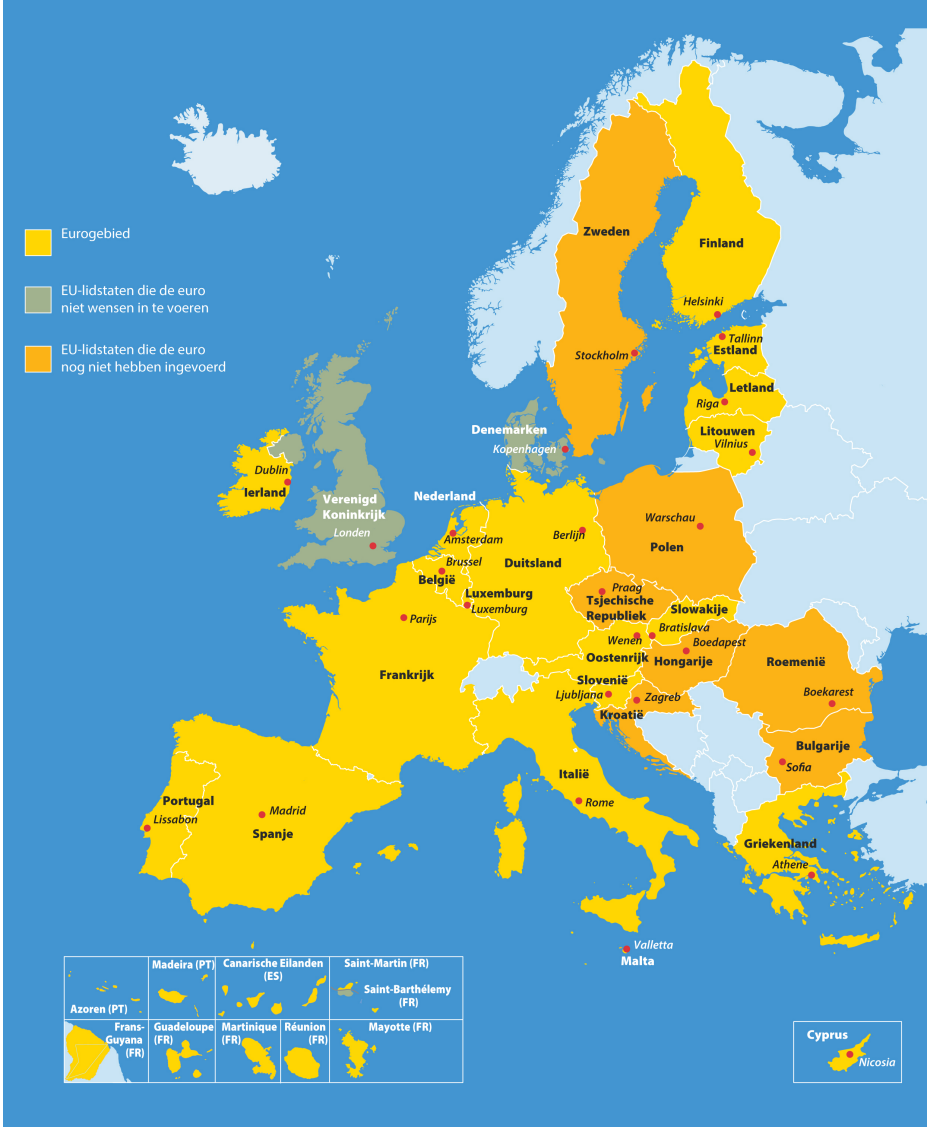 Eurogebied
EU-lidstaten die de euro
niet wensen in te voeren
EU-lidstaten die de euro
nog niet hebben ingevoerd
Zweden
Finland
Helsinki
Tallinn
Estland
Stockholm
Letland
Riga
Litouwen
Vilnius
Denemarken
Kopenhagen
Dublin
Ierland
Verenigd
Koninkrijk
Londen
Nederland
Amsterdam
Berlijn
Warschau
Polen
Brussel
België
Duitsland
Luxemburg
Luxemburg
Parijs
Praag
Tsjechische
Republiek
Slowakije
Bratislava
Wenen
Boedapest
Oostenrijk
Hongarije
Roemenië
Frankrijk
Slovenië
Ljubljana
Zagreb
Kroatië
Boekarest
Bulgarije
Sofia
Italië
Rome
Portugal
Lissabon
Madrid
Spanje
Griekenland
Athene
Valletta
Malta
Azoren (PT)
Madeira (PT)
Canarische Eilanden
(ES)
Saint-Martin (FR)
Saint-Barthélemy
(FR)
Frans-
Guyana
(FR)
Guadeloupe
(FR)
Martinique
(FR)
Réunion
(FR)
Mayotte (FR)
Cyprus
Nicosia